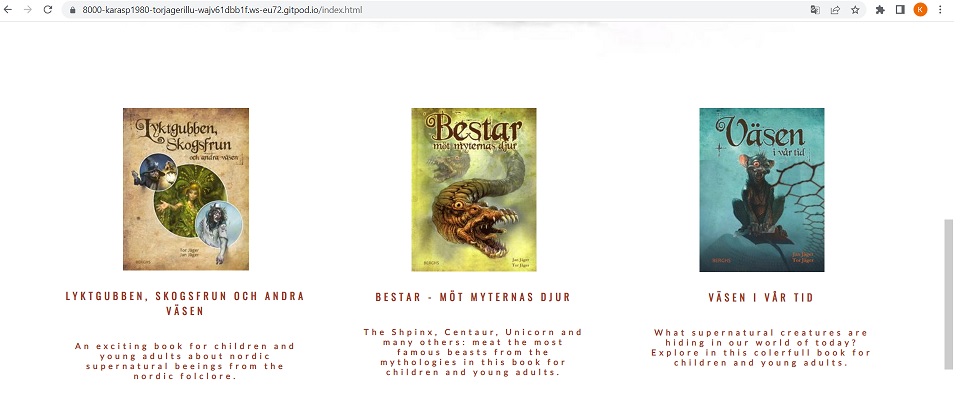 8000-karasp1980-torjagerillu-wajv61dbb1f.ws-eu72.gitpod.io/index.html
K
Lyktgubben,
Skogsfrun
och andra väsen
Tor Jäger
Jan Jäger
BERGHS
Bestar
möt myternas djur
BERGHS
Jan Jäger
Tor Jäger
Väsen
i vår tid
BERGHS
Jan Jäger
Tor Jäger
LYKTGUBBEN, SKOGSFRUN OCH ANDRA
VÄSEN
An exciting book for children and
young adults about nordic
supernatural beeings from the
nordic folclore.
BESTAR - MÖT MYTERNAS DJUR
The Shpinx, Centaur, Unicorn and
many others: meat the most
famous beasts from the
mythologies in this book for
children and young adults.
VÄSEN I VÅR TID
What supernatural creatures are
hiding in our world of today?
Explore in this colerfull book for
children and young adults.